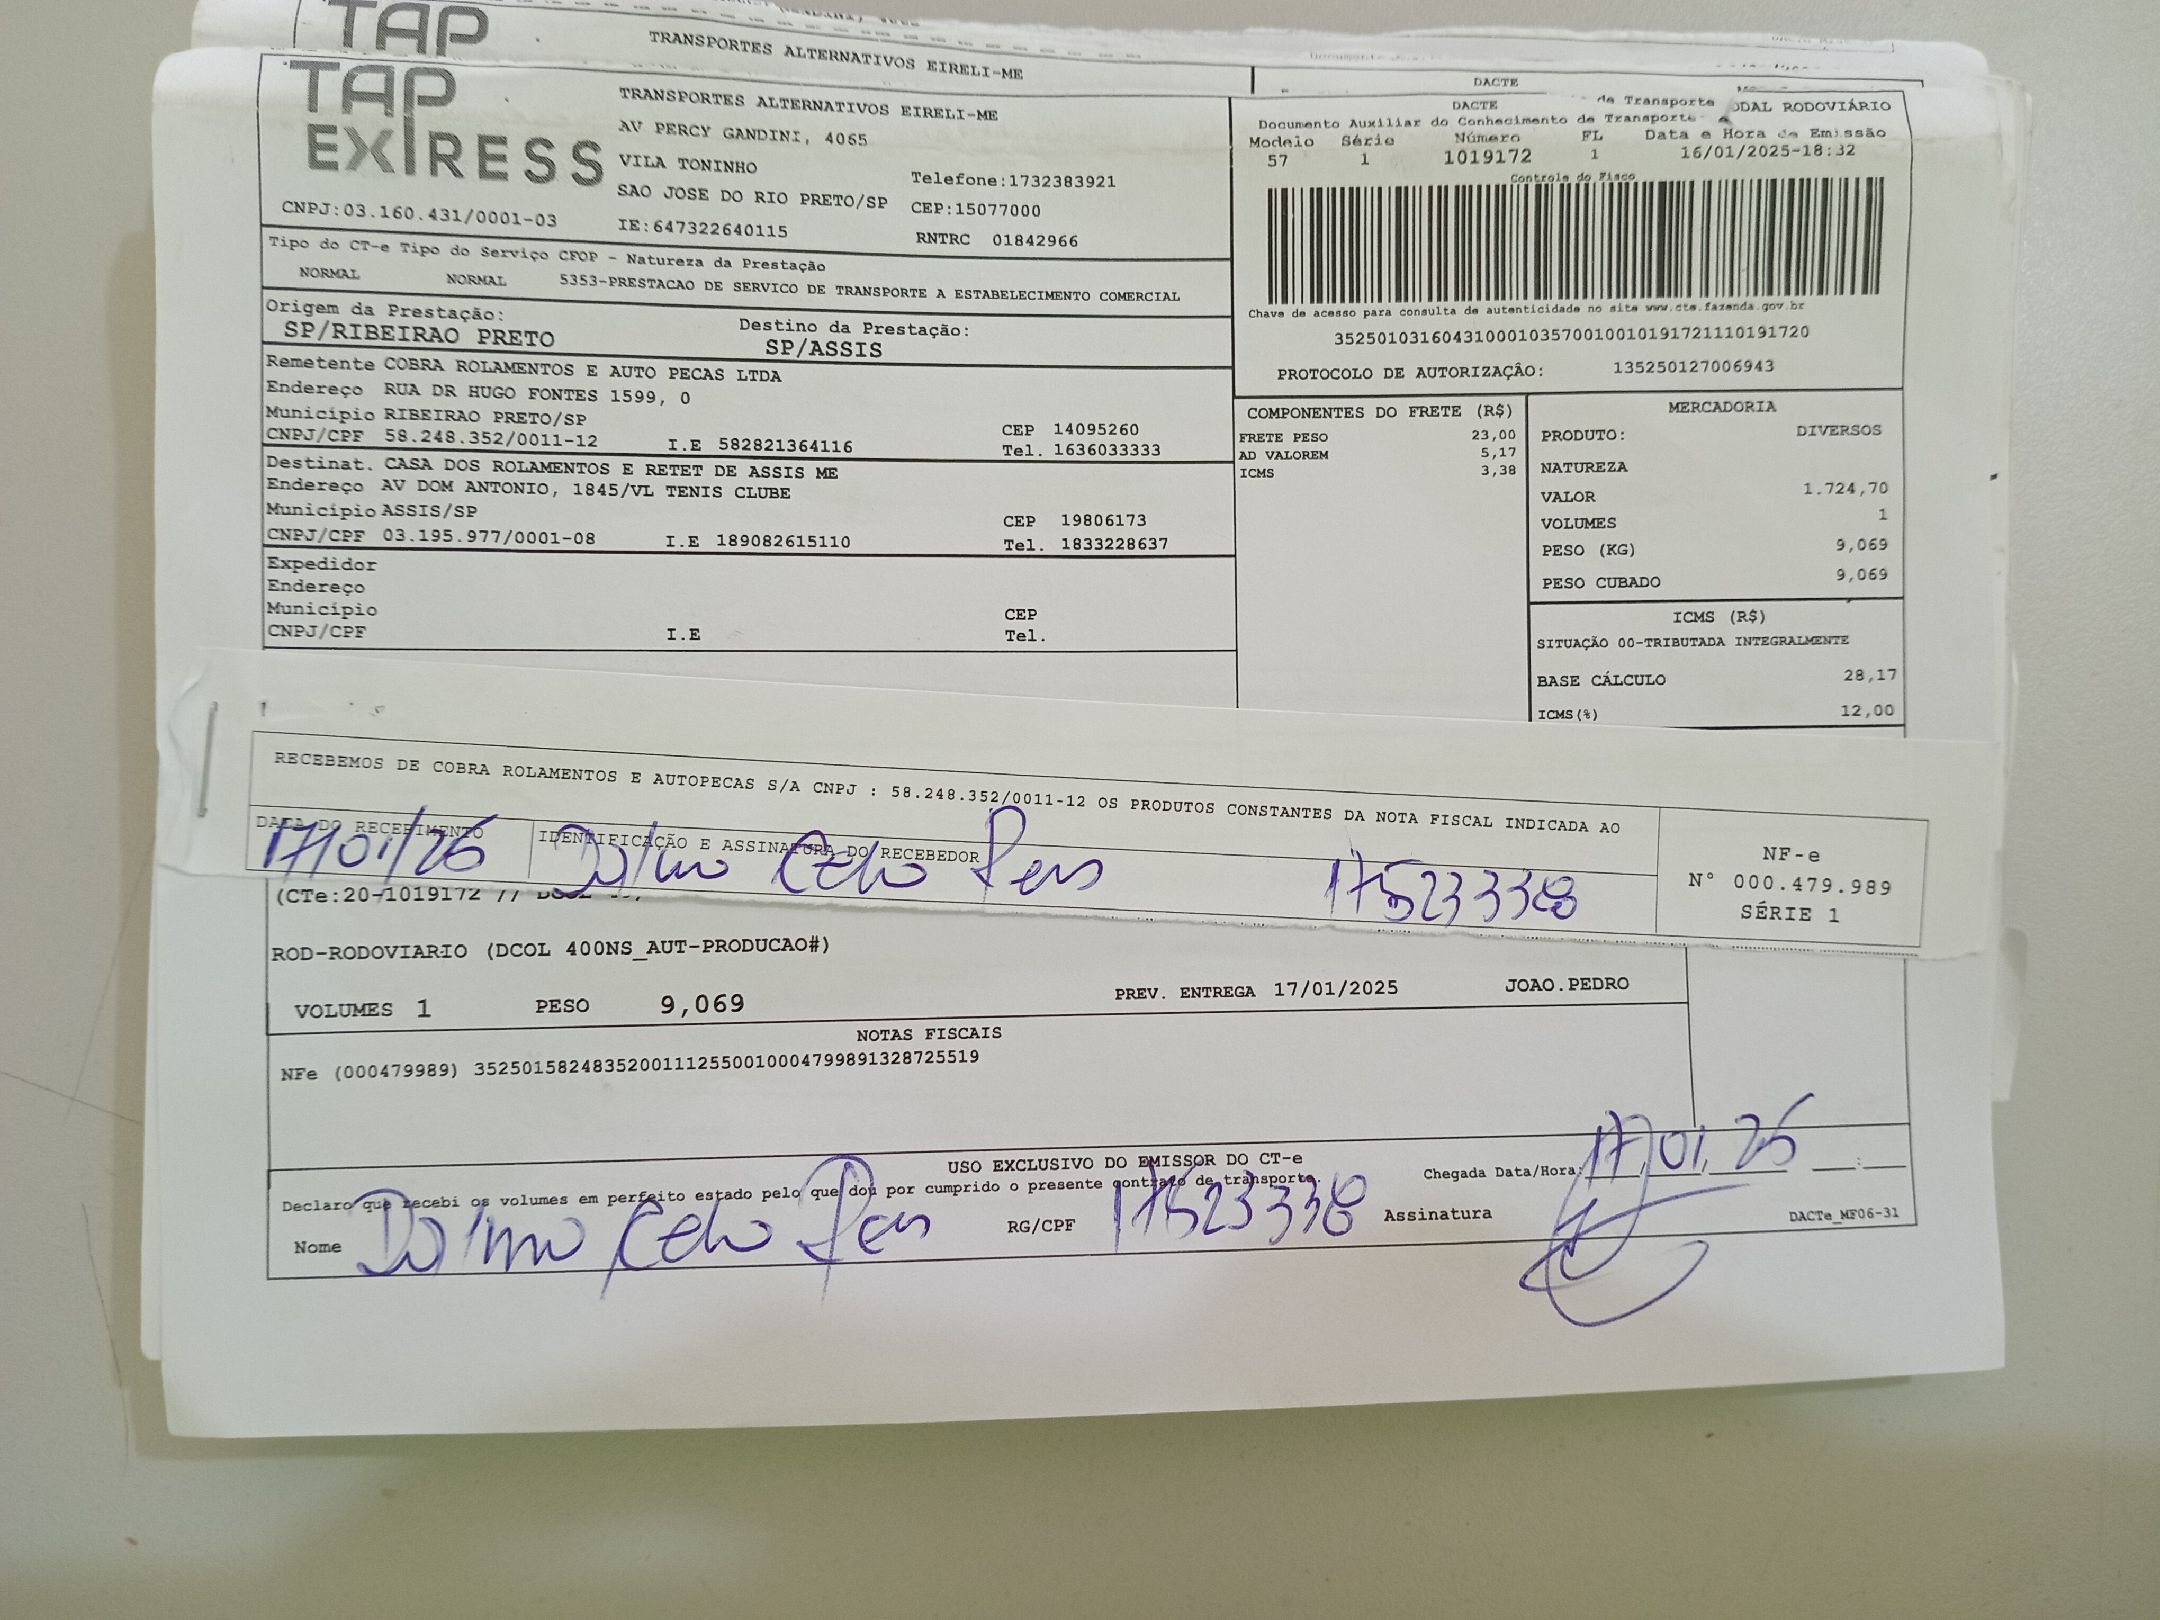 TAP
TRANSPORTES ALTERNATIVOS EIRELI-ME
DACTE
TAP
EXPRESS
TRANSPORTES ALTERNATIVOS EIRELI-ME
AV PERCY GANDINI, 4065
VILA TONINHO
Telefone:1732383921
SAO JOSE DO RIO PRETO/SP CEP:15077000
CNPJ:03.160.431/0001-03 IE:647322640115 RNTRC 01842966
DACTE
de Transporte
ODAL RODOVIÁRIO
Documento Auxiliar do Conhecimento de Transporte
Modelo Série Número FL Data e Hora de Emissão
57 1 1019172 1 16/01/2025-18:32
Controle do Fisco
Chave de acesso para consulta de autenticidade no site www.cte.fazenda.gov.br
35250103160431000103570010010191721110191720
PROTOCOLO DE AUTORIZAÇÃO: 135250127006943
Tipo do CT-e Tipo do Serviço CFOP - Natureza da Prestação
NORMAL NORMAL 5353-PRESTACAO DE SERVICO DE TRANSPORTE A ESTABELECIMENTO COMERCIAL
Origem da Prestação: Destino da Prestação:
SP/RIBEIRAO PRETO SP/ASSIS
Remetente COBRA ROLAMENTOS E AUTO PECAS LTDA
Endereço RUA DR HUGO FONTES 1599, 0
Município RIBEIRAO PRETO/SP CEP 14095260
CNPJ/CPF 58.248.352/0011-12 I.E 582821364116 Tel. 1636033333
Destinat. CASA DOS ROLAMENTOS E RETET DE ASSIS ME
Endereço AV DOM ANTONIO, 1845/VL TENIS CLUBE
Município ASSIS/SP CEP 19806173
CNPJ/CPF 03.195.977/0001-08 I.E 189082615110 Tel. 1833228637
Expedidor
Endereço
Município CEP
CNPJ/CPF I.E Tel.
COMPONENTES DO FRETE (R$)
FRETE PESO 23,00
AD VALOREM 5,17
ICMS 3,38
MERCADORIA
PRODUTO: DIVERSOS
NATUREZA
VALOR 1.724,70
VOLUMES 1
PESO (KG) 9,069
PESO CUBADO 9,069
ICMS (R$)
SITUAÇÃO 00-TRIBUTADA INTEGRALMENTE
BASE CÁLCULO 28,17
ICMS(%) 12,00
RECEBEMOS DE COBRA ROLAMENTOS E AUTOPECAS S/A CNPJ : 58.248.352/0011-12 OS PRODUTOS CONSTANTES DA NOTA FISCAL INDICADA AO
DATA DO RECEBIMENTO IDENTIFICAÇÃO E ASSINATURA DO RECEBEDOR
17/01/25 17523338
NF-e
N° 000.479.989
SÉRIE 1
(CTe:20-1019172 //
ROD-RODOVIARIO (DCOL 400NS_AUT-PRODUCAO#)
VOLUMES 1 PESO 9,069 PREV. ENTREGA 17/01/2025 JOAO.PEDRO
NOTAS FISCAIS
NFe (000479989) 35250158248352001112550010004799891328725519
USO EXCLUSIVO DO EMISSOR DO CT-e
Declaro que recebi os volumes em perfeito estado pelo que dou por cumprido o presente contrato de transporte.
Chegada Data/Hora: 17/01/25
Nome RG/CPF 17523338 Assinatura
DACTe_MF06-31